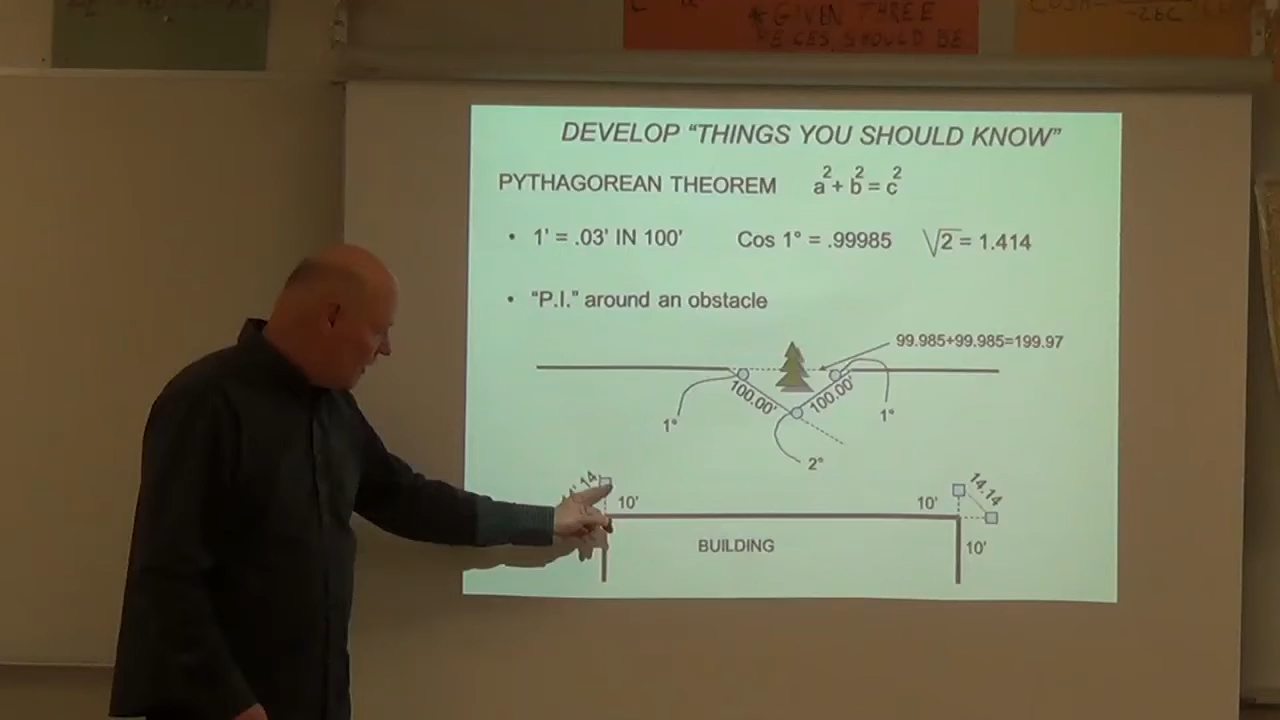 GIVEN THREE
SHOULD BE
DEVELOP “THINGS YOU SHOULD KNOW”
PYTHAGOREAN THEOREM a² + b² = c²
• 1' = .03' IN 100' Cos 1° = .99985 √2 = 1.414
• “P.I.” around an obstacle
99.985+99.985=199.97
100.00' 100.00'
1° 1°
2°
14.14
10' 10'
BUILDING 10'